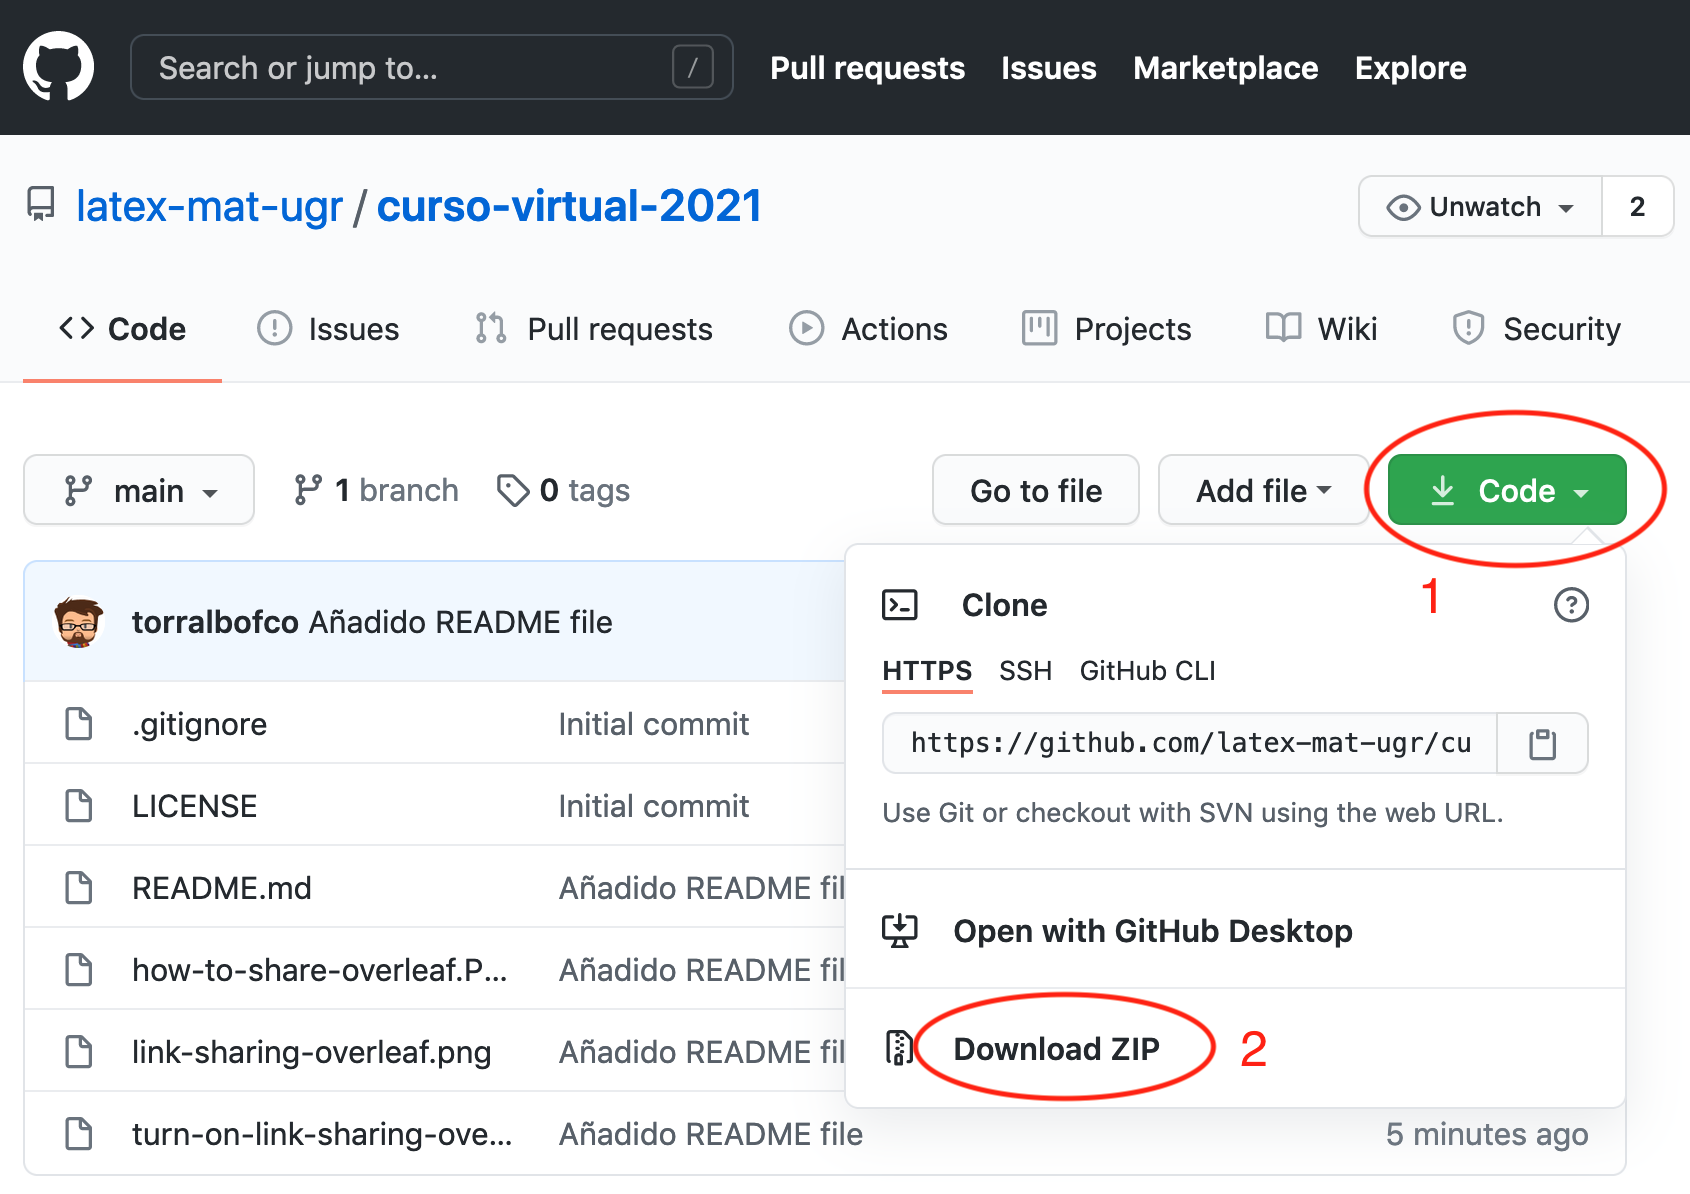 Search or jump to... / Pull requests Issues Marketplace Explore
latex-mat-ugr / curso-virtual-2021 Unwatch 2
Code Issues Pull requests Actions Projects Wiki Security
main 1 branch 0 tags Go to file Add file Code
1
torralbofco Añadido README file
.gitignore Initial commit
LICENSE Initial commit
README.md Añadido README fil
how-to-share-overleaf.P... Añadido README fil
link-sharing-overleaf.png Añadido README fil
turn-on-link-sharing-ove... Añadido README file 5 minutes ago
Clone
HTTPS SSH GitHub CLI
https://github.com/latex-mat-ugr/cu
Use Git or checkout with SVN using the web URL.
Open with GitHub Desktop
Download ZIP 2